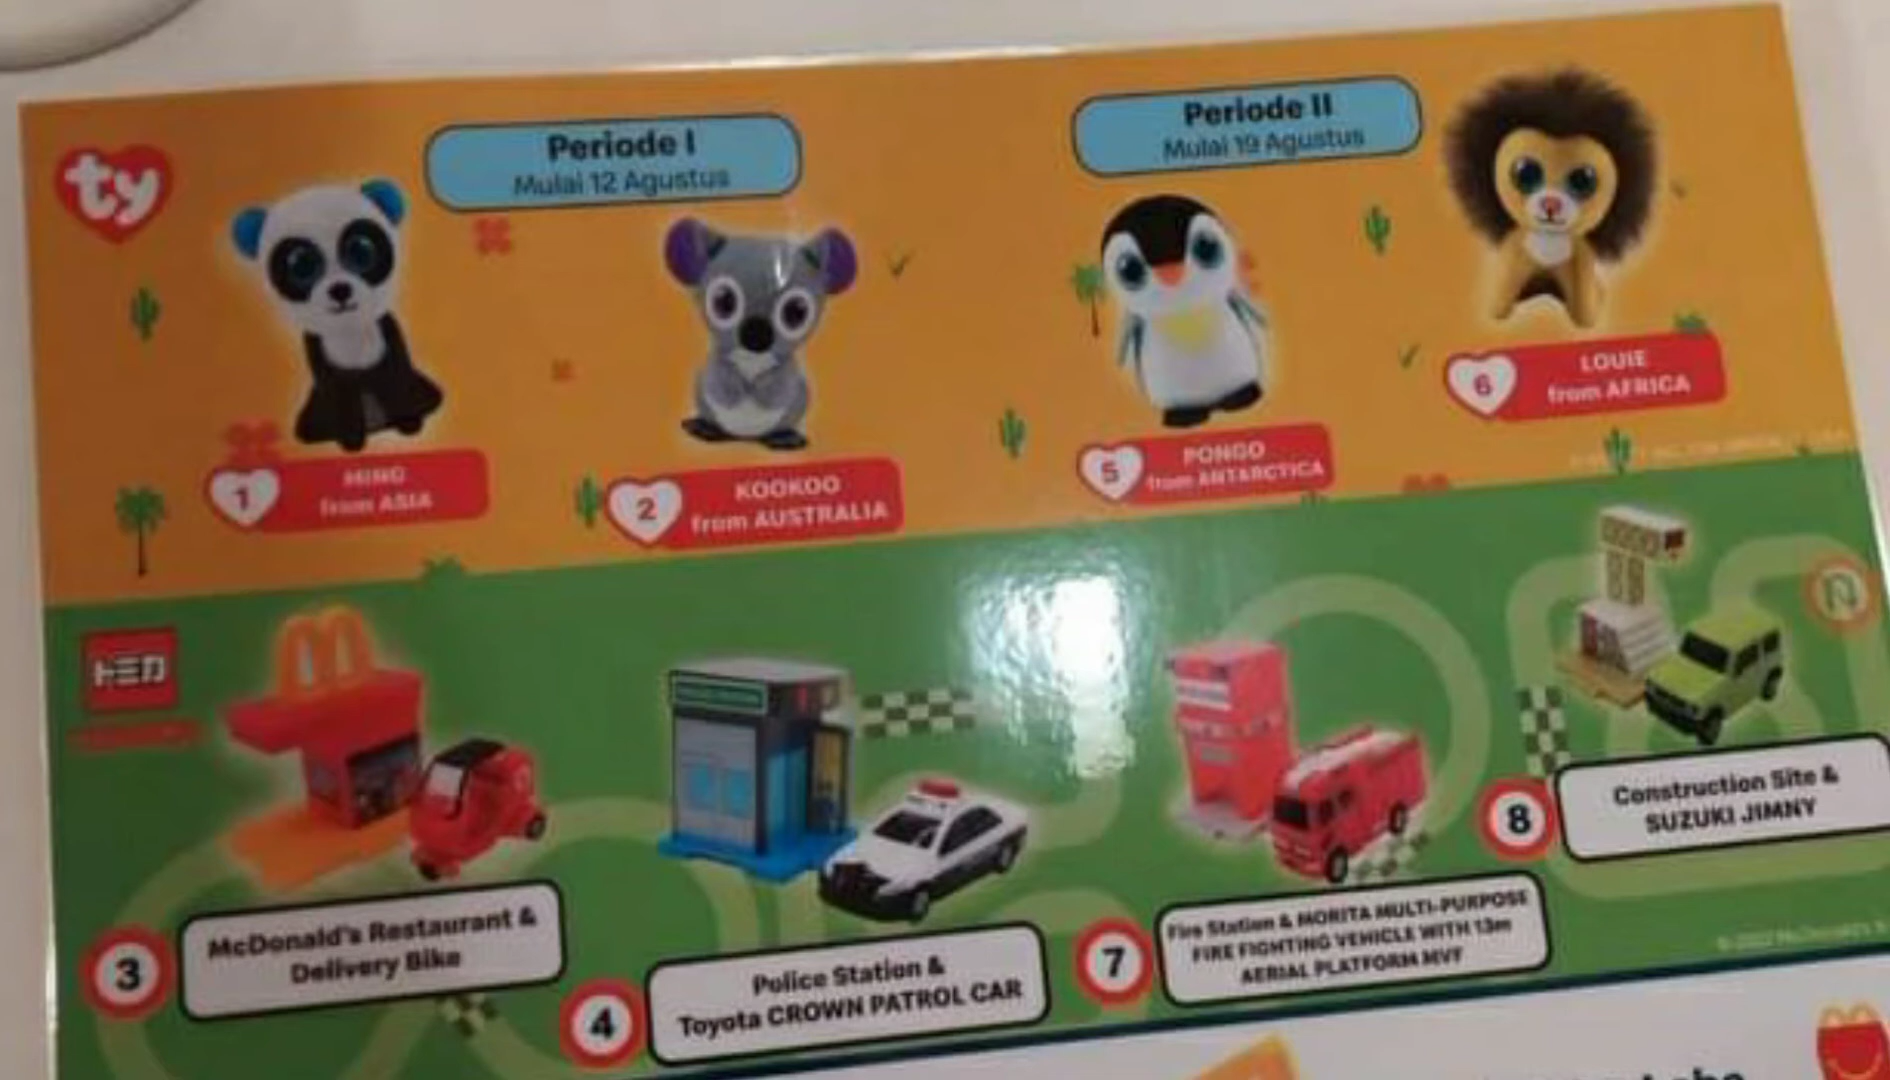 ty
Periode I
Mulai 12 Agustus
Periode II
Mulai 19 Agustus
1
MING
from ASIA
2
KOOKOO
from AUSTRALIA
5
PONGO
from ANTARCTICA
6
LOUIE
from AFRICA
トミカ
3
McDonald's Restaurant &
Delivery Bike
4
Police Station &
Toyota CROWN PATROL CAR
7
Fire Station & MORITA MULTI-PURPOSE
FIRE FIGHTING VEHICLE WITH 13m
AERIAL PLATFORM MVF
8
Construction Site &
SUZUKI JIMNY